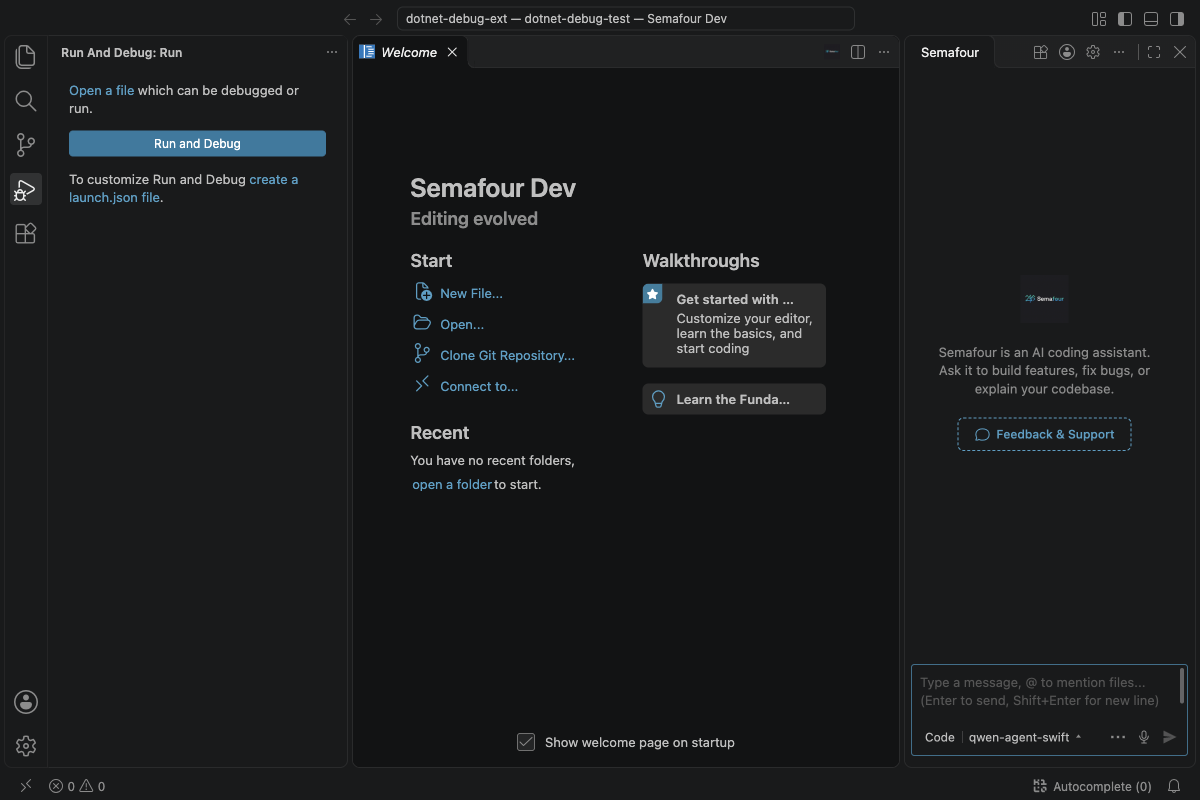 dotnet-debug-ext — dotnet-debug-test — Semafour Dev
Run And Debug: Run
Open a file which can be debugged or
run.
Run and Debug
To customize Run and Debug create a
launch.json file.
Welcome
Semafour Dev
Editing evolved
Start
New File...
Open...
Clone Git Repository...
Connect to...
Recent
You have no recent folders,
open a folder to start.
Walkthroughs
Get started with ...
Customize your editor,
learn the basics, and
start coding
Learn the Funda...
Show welcome page on startup
Semafour
Semafour
Semafour is an AI coding assistant.
Ask it to build features, fix bugs, or
explain your codebase.
Feedback & Support
Type a message, @ to mention files...
(Enter to send, Shift+Enter for new line)
Code
qwen-agent-swift
0
0
Autocomplete (0)